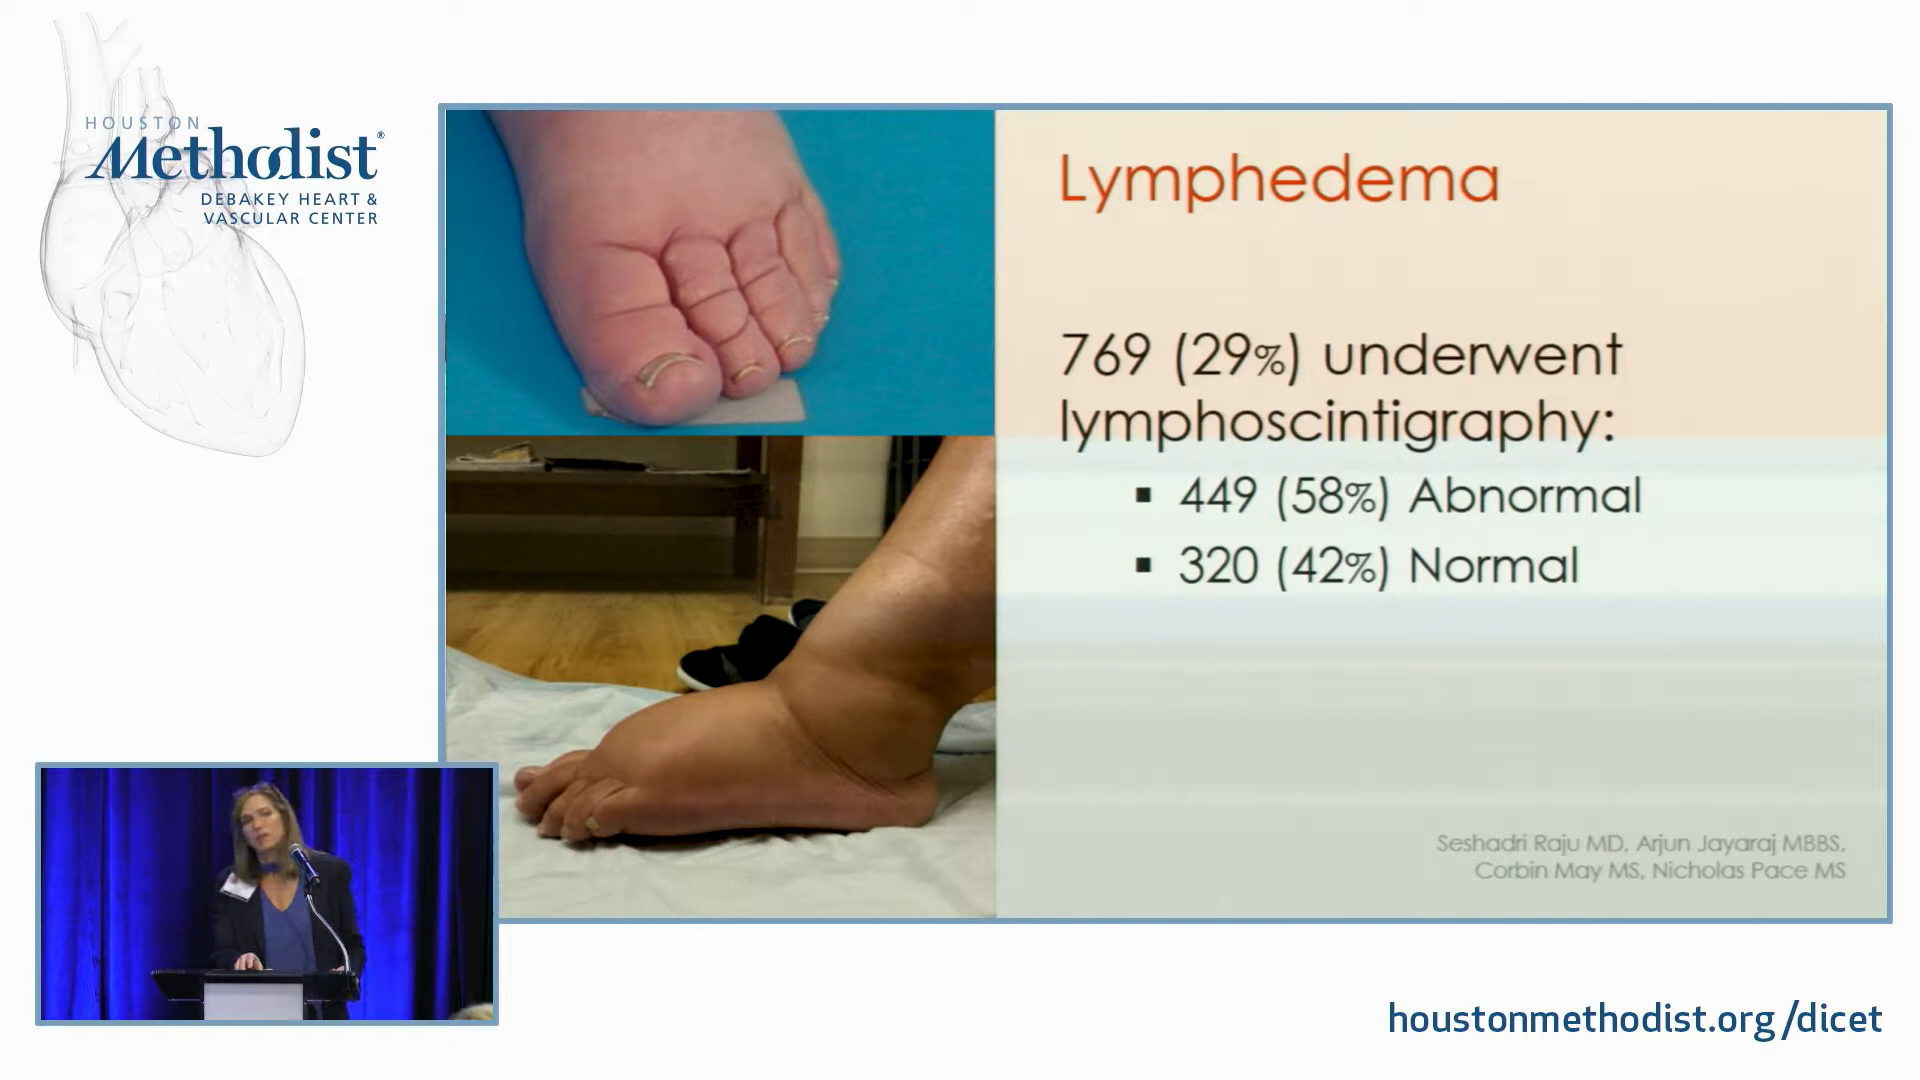 HOUSTON
Methodist®
DEBAKEY HEART &
VASCULAR CENTER
Lymphedema
769 (29%) underwent
lymphoscintigraphy:
▪ 449 (58%) Abnormal
▪ 320 (42%) Normal
Seshadri Raju MD, Arjun Jayaraj MBBS,
Corbin May MS, Nicholas Pace MS
houstonmethodist.org/dicet